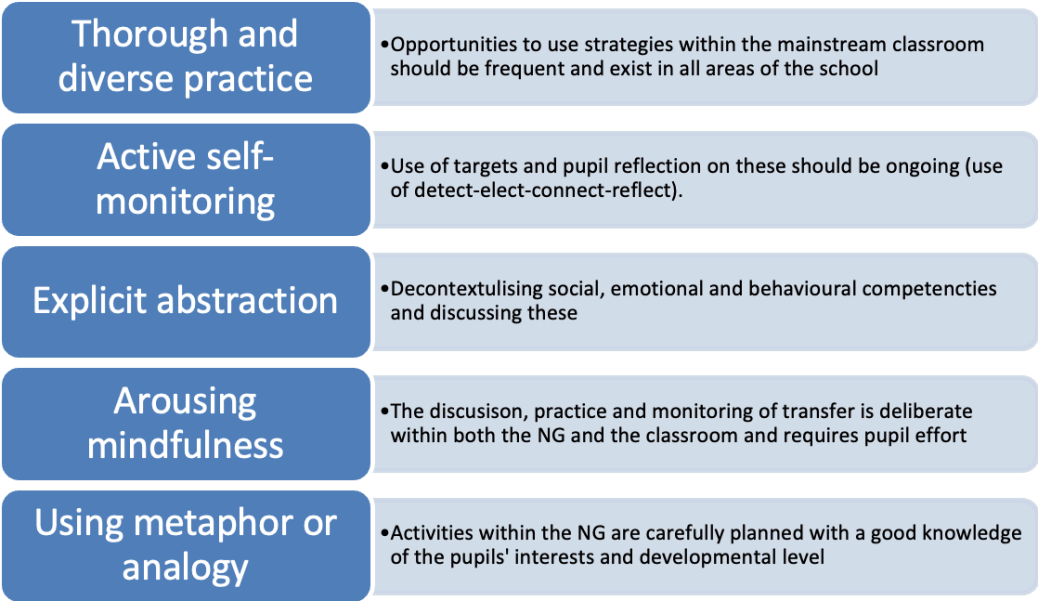 Thorough and
diverse practice
•Opportunities to use strategies within the mainstream classroom
should be frequent and exist in all areas of the school
Active self-
monitoring
•Use of targets and pupil reflection on these should be ongoing (use
of detect-elect-connect-reflect).
Explicit abstraction
•Decontextulising social, emotional and behavioural competencties
and discussing these
Arousing
mindfulness
•The discusison, practice and monitoring of transfer is deliberate
within both the NG and the classroom and requires pupil effort
Using metaphor or
analogy
•Activities within the NG are carefully planned with a good knowledge
of the pupils' interests and developmental level